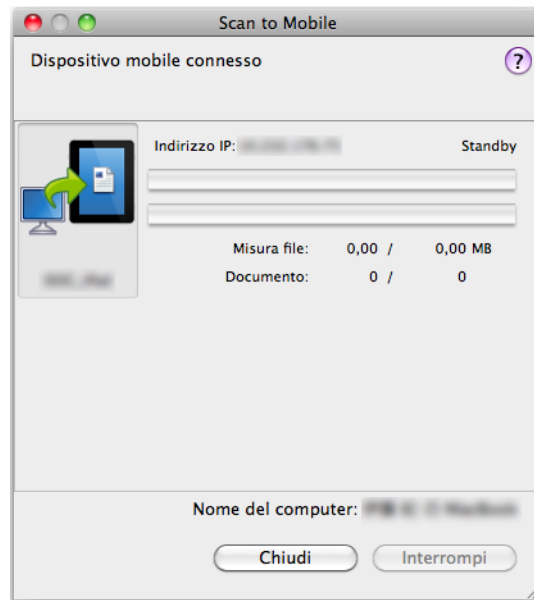 Scan to Mobile
Dispositivo mobile connesso
?
Indirizzo IP:
Standby
Misura file: 0,00 / 0,00 MB
Documento: 0 / 0
Nome del computer:
Chiudi
Interrompi